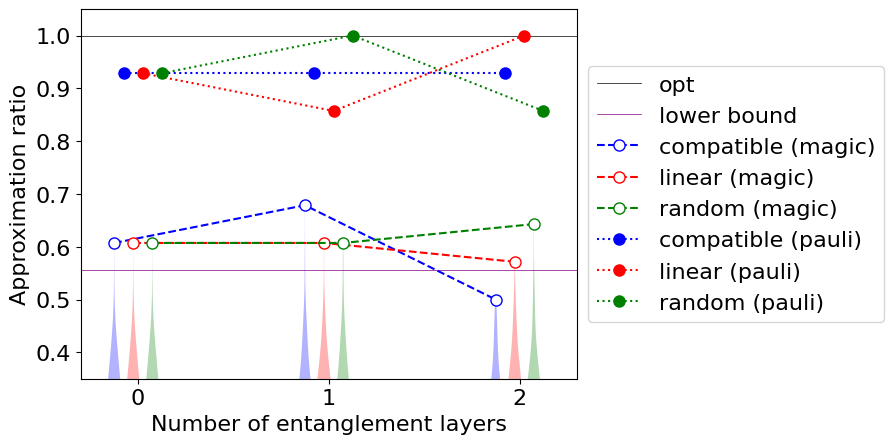 1.0
0.9
0.8
0.7
0.6
0.5
0.4
Approximation ratio
0 1 2
Number of entanglement layers
opt
lower bound
compatible (magic)
linear (magic)
random (magic)
compatible (pauli)
linear (pauli)
random (pauli)